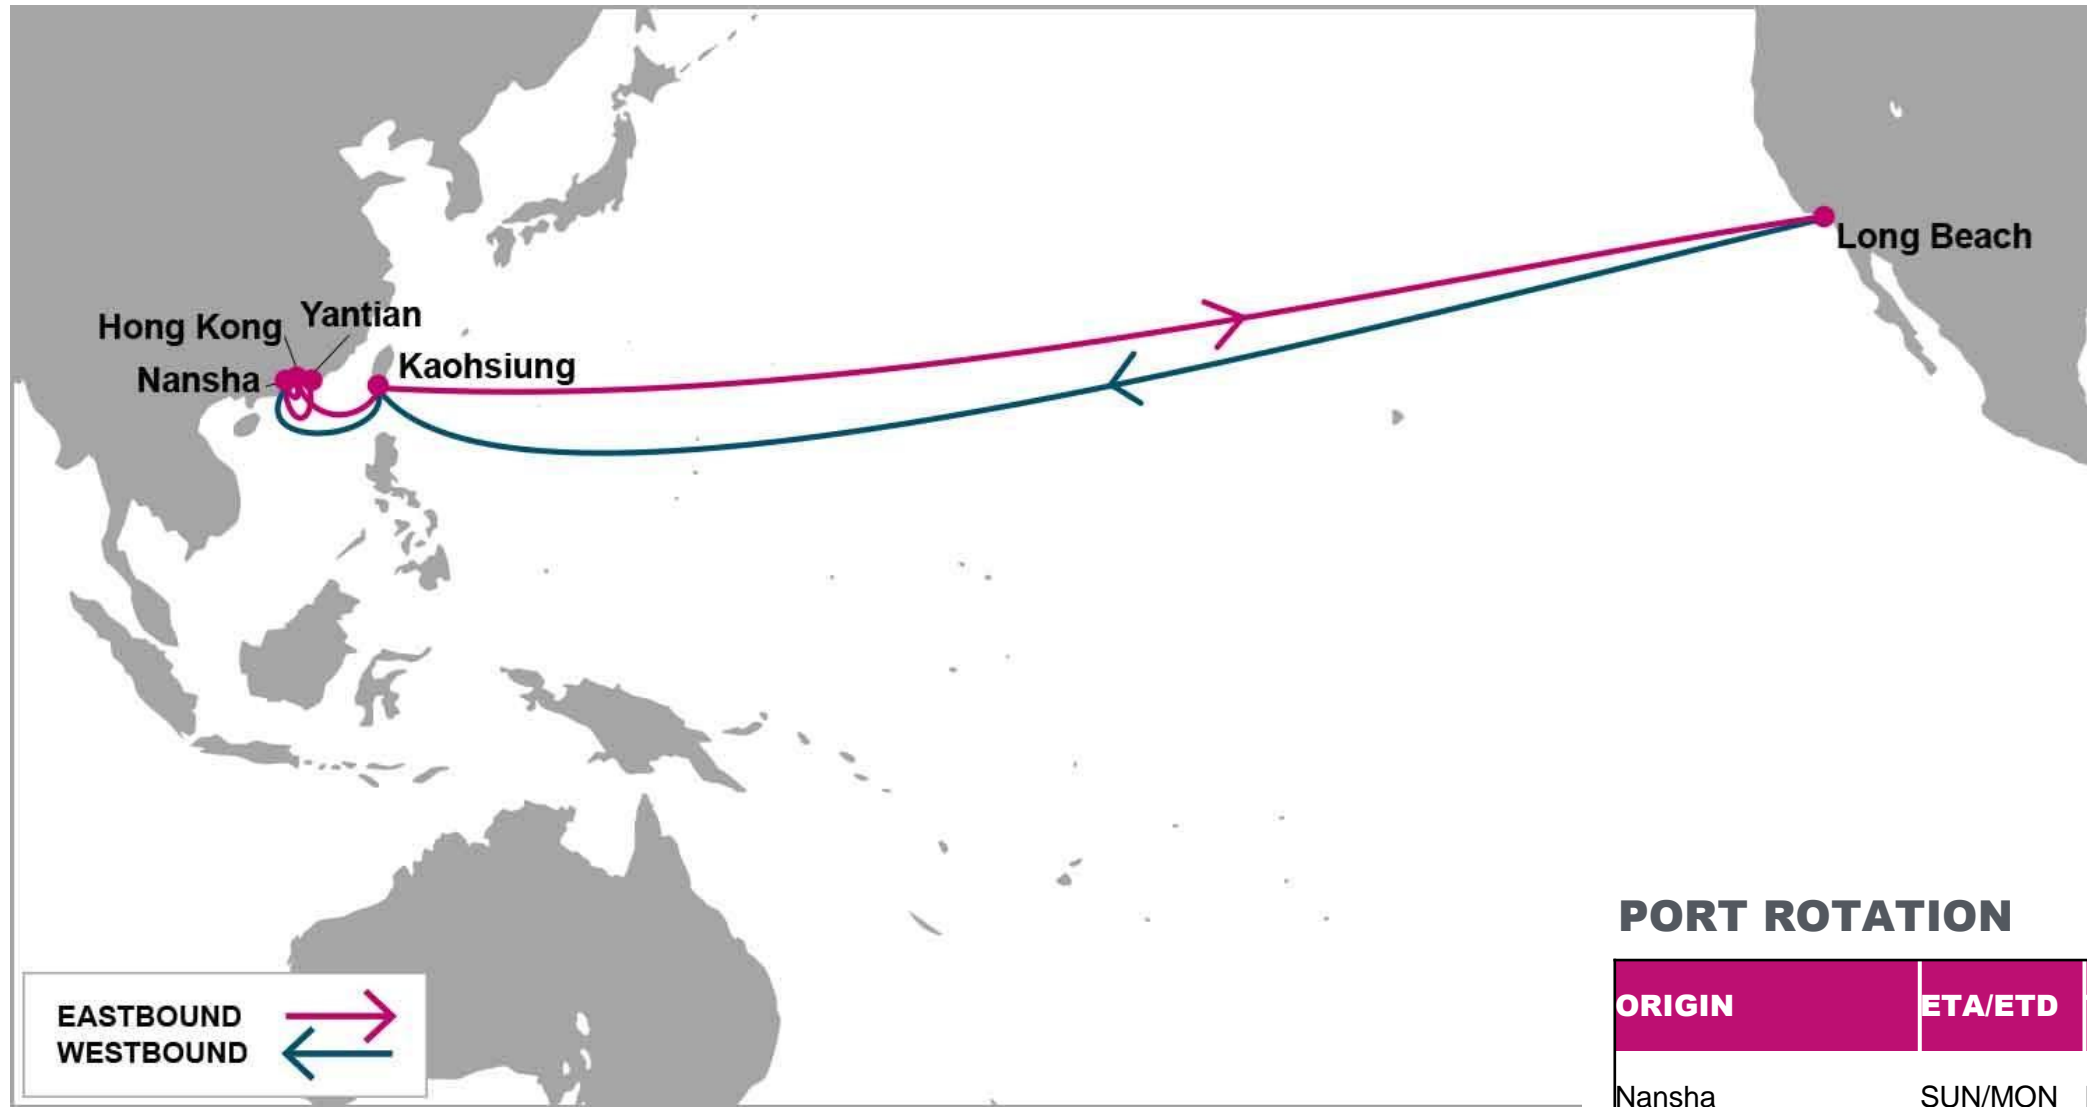 Hong Kong
Yantian
Nansha
Kaohsiung
Long Beach
EASTBOUND
WESTBOUND
PORT ROTATION
ORIGIN ETA/ETD
Nansha SUN/MON